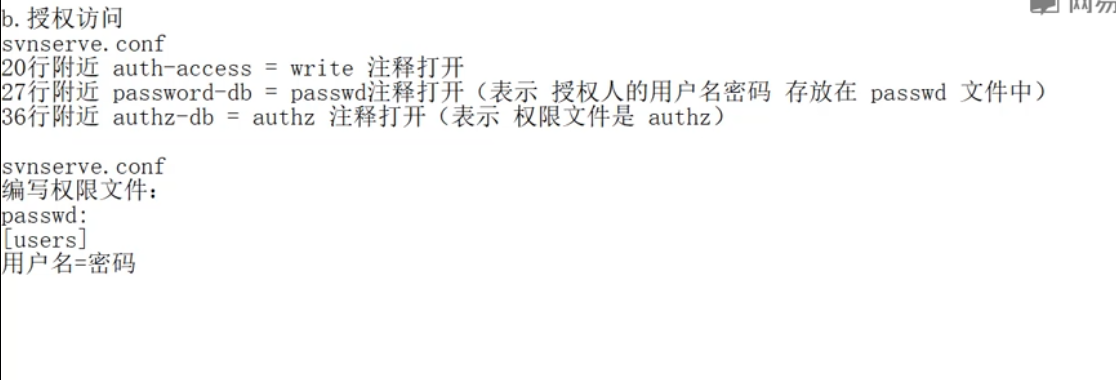 b.授权访问
svnserve.conf
20行附近 auth-access = write 注释打开
27行附近 password-db = passwd注释打开（表示 授权人的用户名密码 存放在 passwd 文件中）
36行附近 authz-db = authz 注释打开（表示 权限文件是 authz）
svnserve.conf
编写权限文件：
passwd:
[users]
用户名=密码